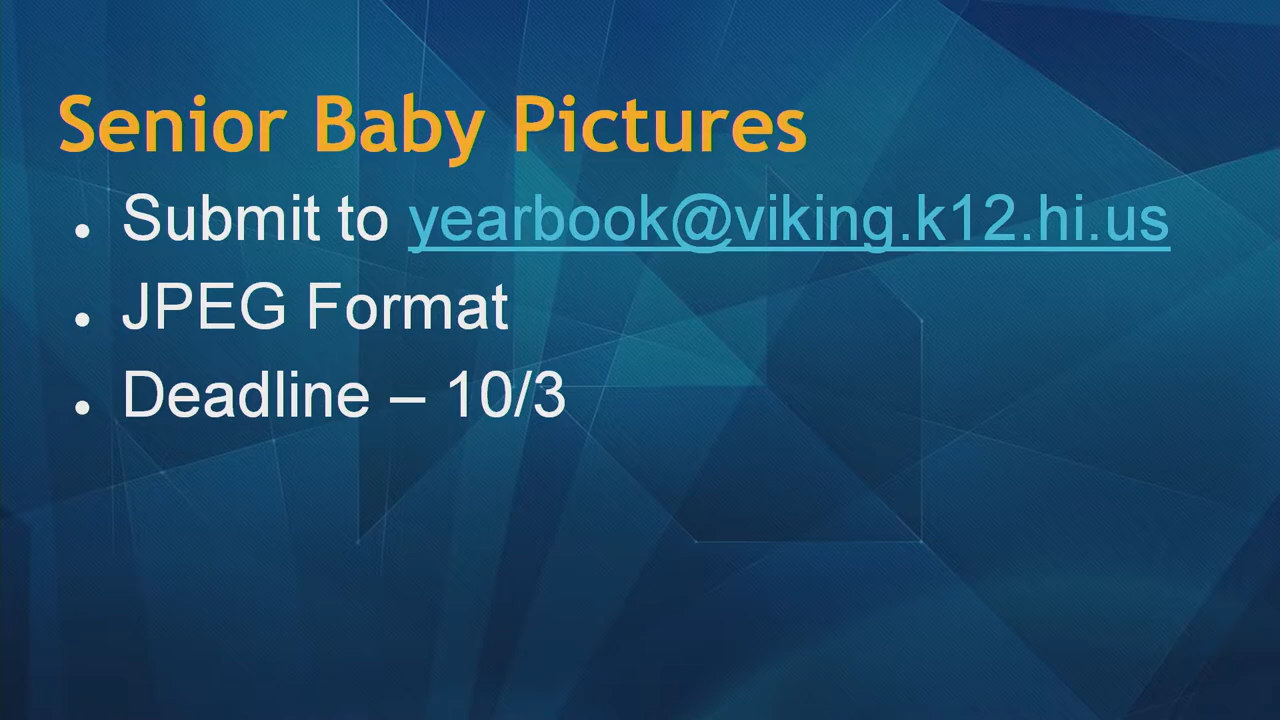 Senior Baby Pictures
• Submit to yearbook@viking.k12.hi.us
• JPEG Format
• Deadline – 10/3